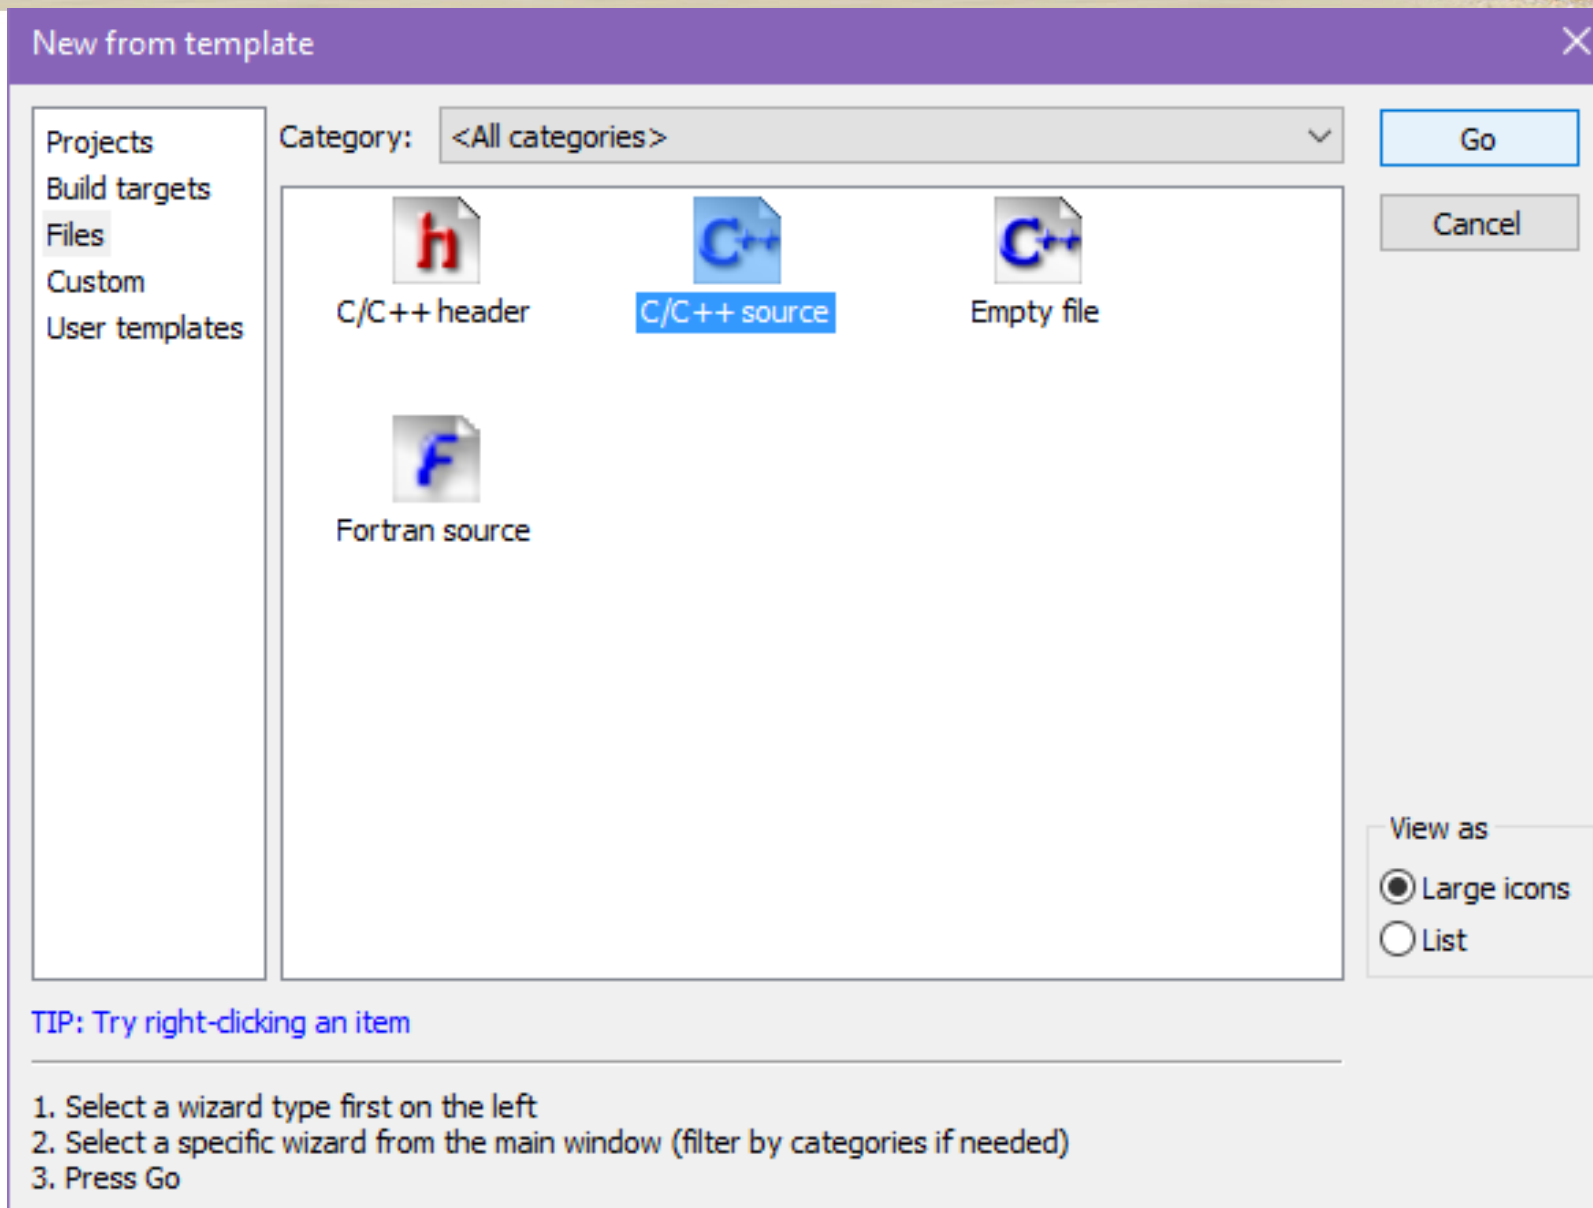 New from template
Projects
Build targets
Files
Custom
User templates
Category:
<All categories>
Go
Cancel
h
C++
C++
C/C++ header
C/C++ source
Empty file
F
Fortran source
View as
Large icons
List
TIP: Try right-clicking an item
1. Select a wizard type first on the left
2. Select a specific wizard from the main window (filter by categories if needed)
3. Press Go